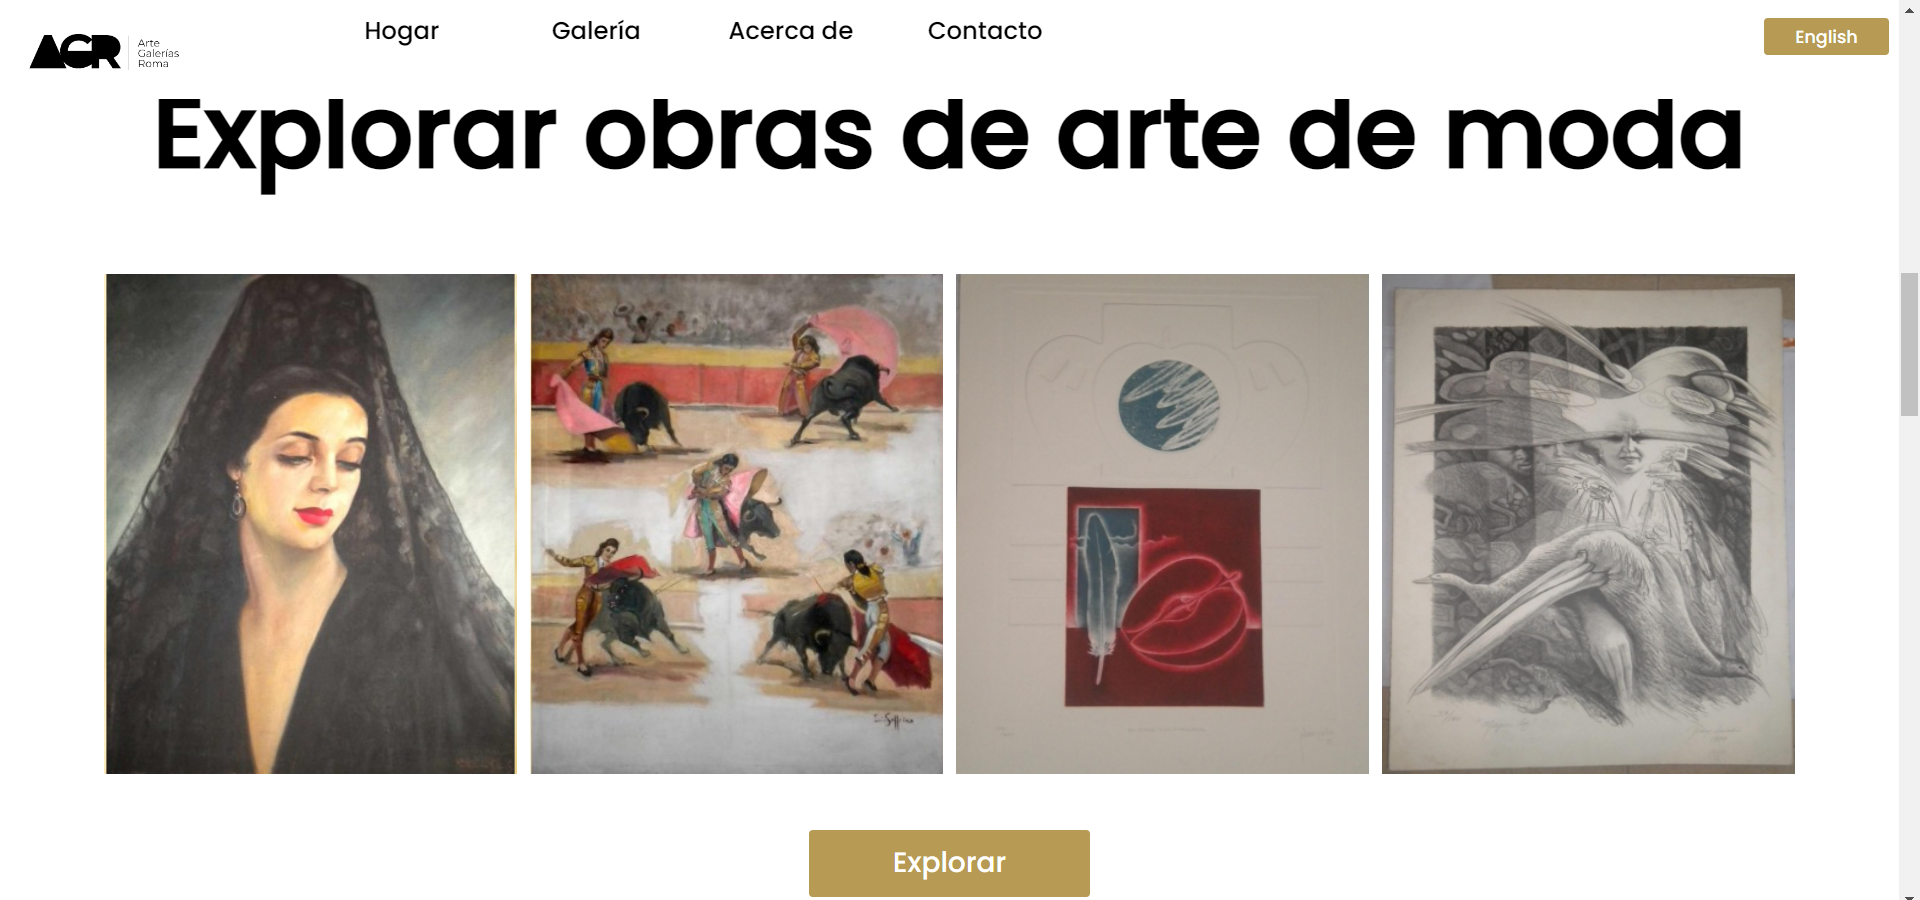 AGR
Arte
Galerías
Roma
Hogar
Galería
Acerca de
Contacto
English
Explorar obras de arte de moda
Explorar